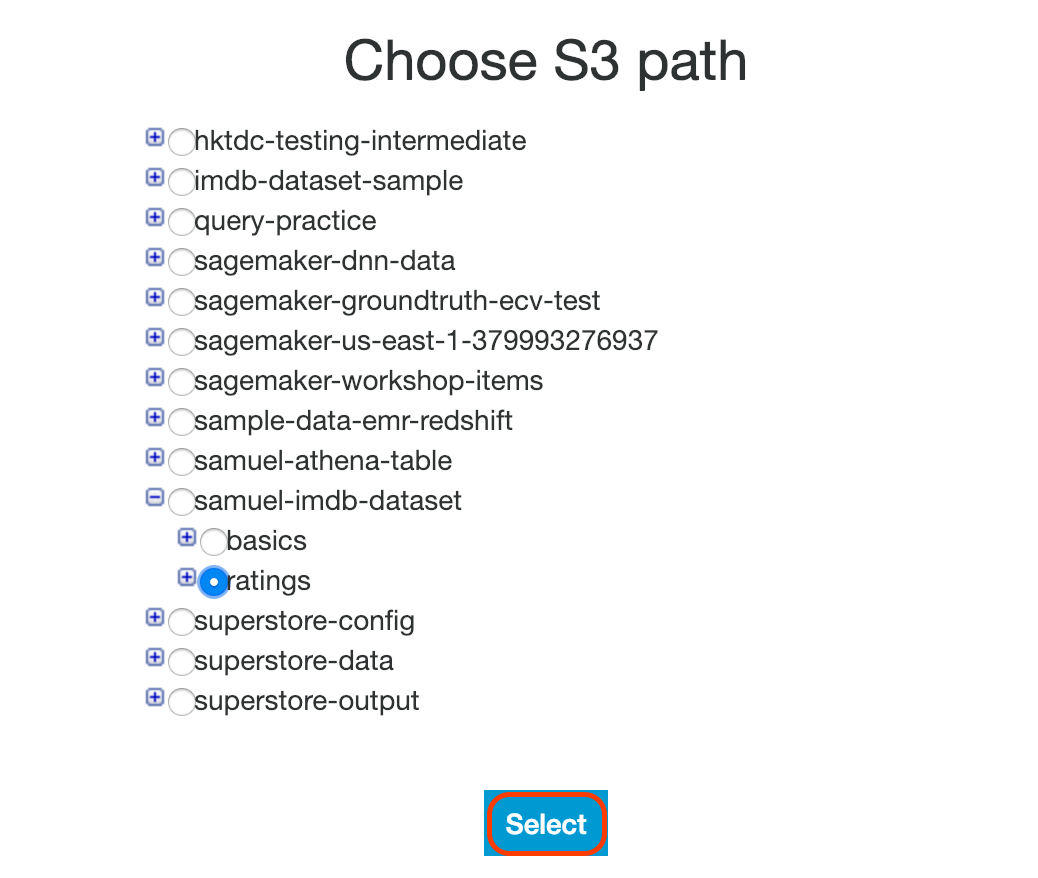 Choose S3 path
hktdc-testing-intermediate
imdb-dataset-sample
query-practice
sagemaker-dnn-data
sagemaker-groundtruth-ecv-test
sagemaker-us-east-1-379993276937
sagemaker-workshop-items
sample-data-emr-redshift
samuel-athena-table
samuel-imdb-dataset
basics
ratings
superstore-config
superstore-data
superstore-output
Select